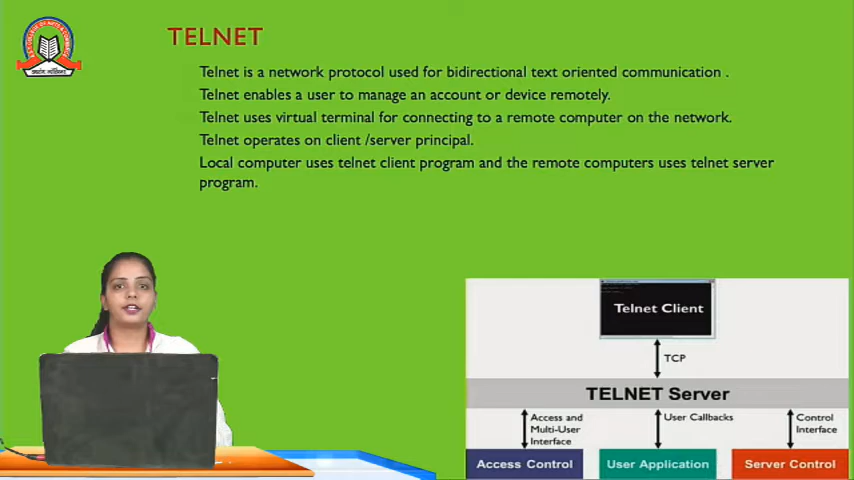 TELNET
Telnet is a network protocol used for bidirectional text oriented communication .
Telnet enables a user to manage an account or device remotely.
Telnet uses virtual terminal for connecting to a remote computer on the network.
Telnet operates on client /server principal.
Local computer uses telnet client program and the remote computers uses telnet server
program.
Telnet Client
TCP
TELNET Server
Access and
Multi-User
Interface
User Callbacks
Control
Interface
Access Control
User Application
Server Control